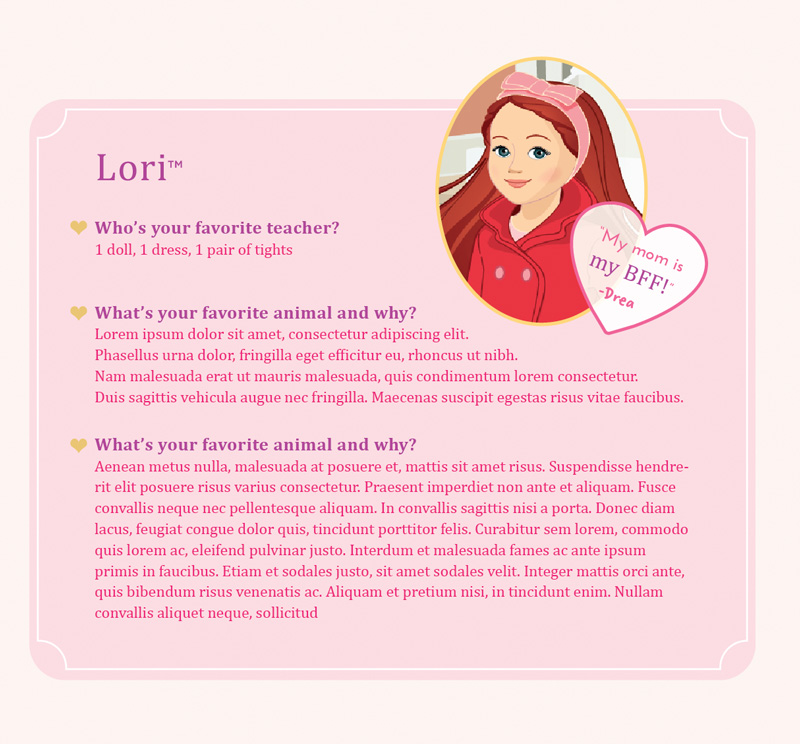 Lori™
Who's your favorite teacher?
1 doll, 1 dress, 1 pair of tights
"My mom is
my BFF!"
-Drea
What's your favorite animal and why?
Lorem ipsum dolor sit amet, consectetur adipiscing elit.
Phasellus urna dolor, fringilla eget efficitur eu, rhoncus ut nibh.
Nam malesuada erat ut mauris malesuada, quis condimentum lorem consectetur.
Duis sagittis vehicula augue nec fringilla. Maecenas suscipit egestas risus vitae faucibus.
What's your favorite animal and why?
Aenean metus nulla, malesuada at posuere et, mattis sit amet risus. Suspendisse hendre-
rit elit posuere risus varius consectetur. Praesent imperdiet non ante et aliquam. Fusce
convallis neque nec pellentesque aliquam. In convallis sagittis nisi a porta. Donec diam
lacus, feugiat congue dolor quis, tincidunt porttitor felis. Curabitur sem lorem, commodo
quis lorem ac, eleifend pulvinar justo. Interdum et malesuada fames ac ante ipsum
primis in faucibus. Etiam et sodales justo, sit amet sodales velit. Integer mattis orci ante,
quis bibendum risus venenatis ac. Aliquam et pretium nisi, in tincidunt enim. Nullam
convallis aliquet neque, sollicitud